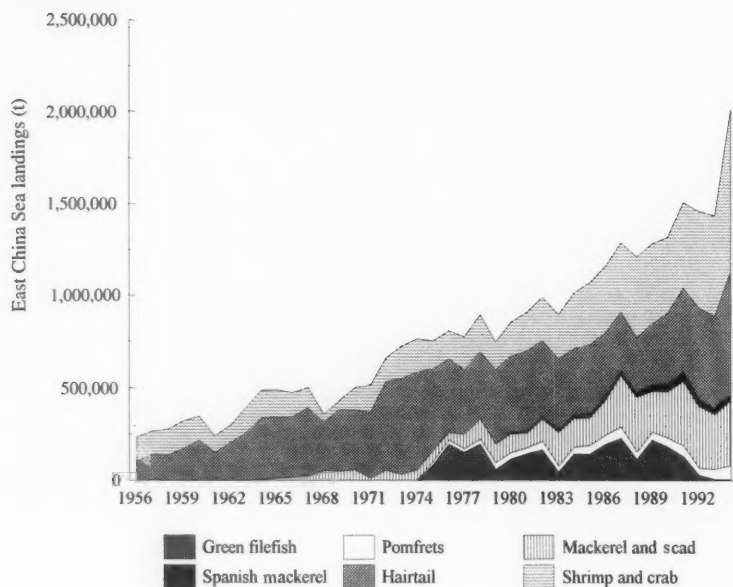 East China Sea landings (t)
2,500,000
2,000,000
1,500,000
1,000,000
500,000
0
1956 1959 1962 1965 1968 1971 1974 1977 1980 1983 1986 1989 1992
Green filefish Pomfrets Mackerel and scad
Spanish mackerel Hairtail Shrimp and crab